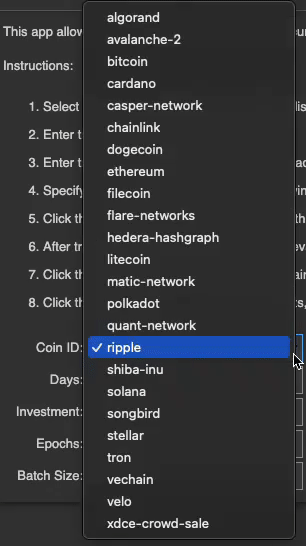 algorand
This app allow
avalanche-2
bitcoin
Instructions:
cardano
1. Select
casper-network
2. Enter t
chainlink
dogecoin
3. Enter t
ethereum
4. Specify
filecoin
5. Click th
flare-networks
6. After tr
hedera-hashgraph
litecoin
7. Click th
matic-network
8. Click th
polkadot
quant-network
Coin ID: ✓ ripple
Days:
shiba-inu
solana
Investment:
songbird
Epochs:
stellar
tron
Batch Size:
vechain
velo
xdce-crowd-sale